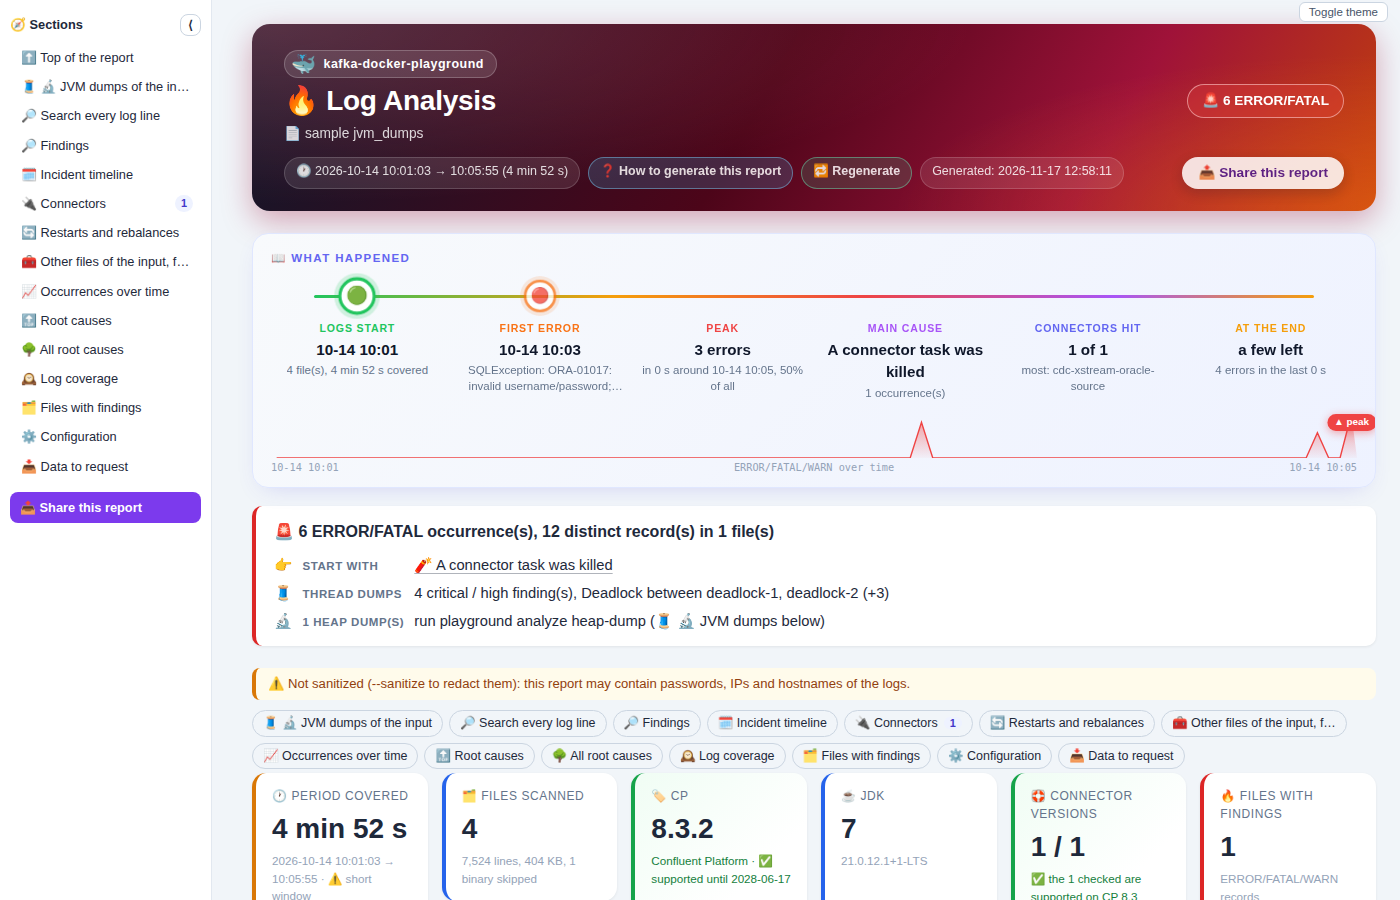 Toggle theme
🧭 Sections
⟨
⬆️ Top of the report
🧵 🔬 JVM dumps of the in…
🔎 Search every log line
🔎 Findings
🗓️ Incident timeline
🔌 Connectors 1
🔄 Restarts and rebalances
🧰 Other files of the input, f…
📈 Occurrences over time
🔝 Root causes
🌳 All root causes
🕰️ Log coverage
🗂️ Files with findings
⚙️ Configuration
📥 Data to request
📤 Share this report
kafka-docker-playground
🔥 Log Analysis
📄 sample jvm_dumps
🚨 6 ERROR/FATAL
🕐 2026-10-14 10:01:03 → 10:05:55 (4 min 52 s)
❓ How to generate this report
🔁 Regenerate
Generated: 2026-11-17 12:58:11
📤 Share this report
📖 WHAT HAPPENED
LOGS START
10-14 10:01
4 file(s), 4 min 52 s covered
FIRST ERROR
10-14 10:03
SQLException: ORA-01017:
invalid username/password;…
PEAK
3 errors
in 0 s around 10-14 10:05, 50%
of all
MAIN CAUSE
A connector task was
killed
1 occurrence(s)
CONNECTORS HIT
1 of 1
most: cdc-xstream-oracle-
source
AT THE END
a few left
4 errors in the last 0 s
▲ peak
10-14 10:01
ERROR/FATAL/WARN over time
10-14 10:05
🚨 6 ERROR/FATAL occurrence(s), 12 distinct record(s) in 1 file(s)
👉 START WITH 🧨 A connector task was killed
🧵 THREAD DUMPS 4 critical / high finding(s), Deadlock between deadlock-1, deadlock-2 (+3)
🔬 1 HEAP DUMP(S) run playground analyze heap-dump (🧵 🔬 JVM dumps below)
⚠️ Not sanitized (--sanitize to redact them): this report may contain passwords, IPs and hostnames of the logs.
🧵 🔬 JVM dumps of the input
🔎 Search every log line
🔎 Findings
🗓️ Incident timeline
🔌 Connectors 1
🔄 Restarts and rebalances
🧰 Other files of the input, f…
📈 Occurrences over time
🔝 Root causes
🌳 All root causes
🕰️ Log coverage
🗂️ Files with findings
⚙️ Configuration
📥 Data to request
🕐 PERIOD COVERED
4 min 52 s
2026-10-14 10:01:03 →
10:05:55 · ⚠️ short
window
🗂️ FILES SCANNED
4
7,524 lines, 404 KB, 1
binary skipped
🏷️ CP
8.3.2
Confluent Platform · ✅
supported until 2028-06-17
☕ JDK
7
21.0.12.1+1-LTS
🛟 CONNECTOR
VERSIONS
1 / 1
✅ the 1 checked are
supported on CP 8.3
🔥 FILES WITH
FINDINGS
1
ERROR/FATAL/WARN
records